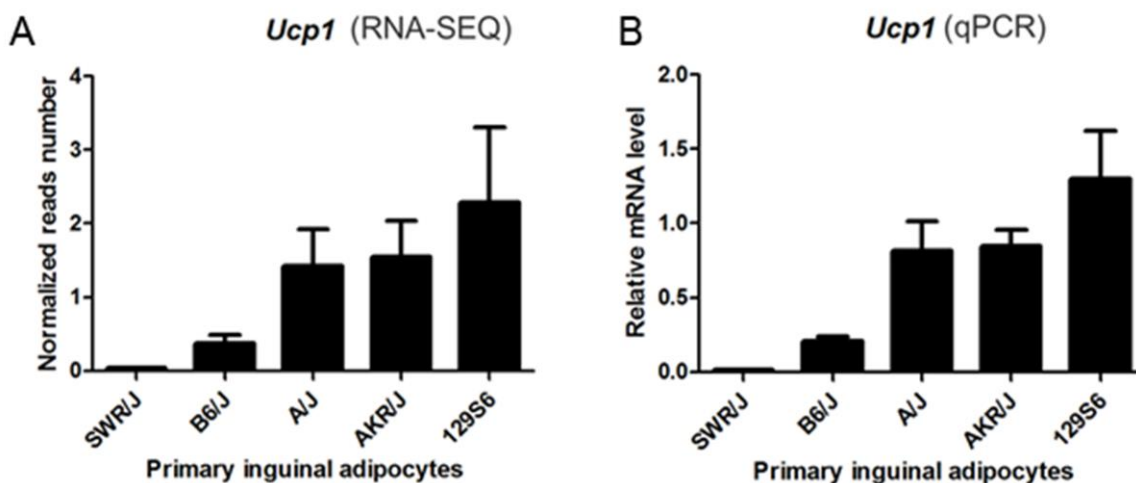 A
Ucp1 (RNA-SEQ)
Normalized reads number
4
3
2
1
0
SWR/J
B6/J
A/J
AKR/J
129S6
Primary inguinal adipocytes
B
Ucp1 (qPCR)
Relative mRNA level
2.0
1.5
1.0
0.5
0.0
SWR/J
B6/J
A/J
AKR/J
129S6
Primary inguinal adipocytes